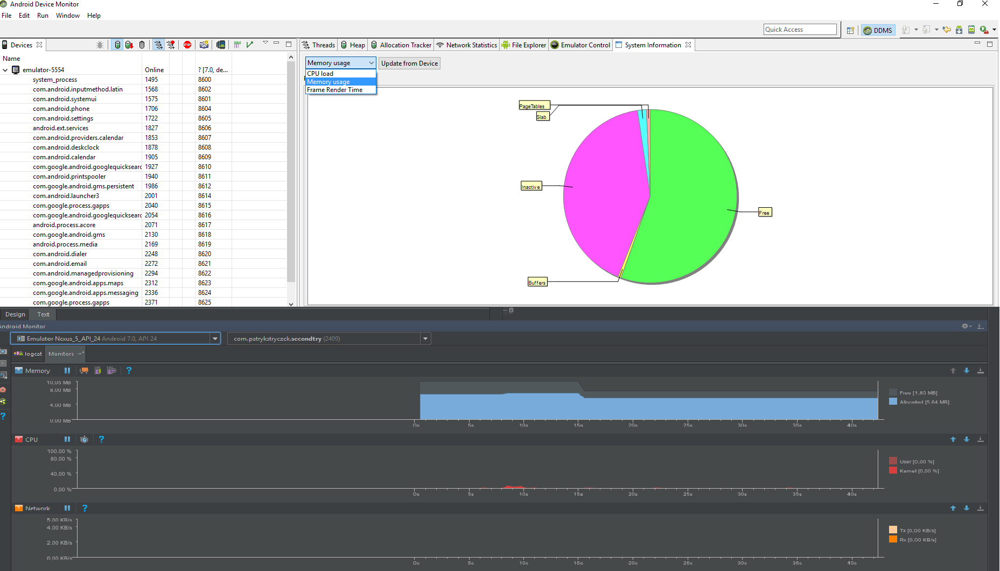 Android Device Monitor
File Edit Run Window Help
Quick Access DDMS
Devices
Threads Heap Allocation Tracker Network Statistics File Explorer Emulator Control System Information
Name
emulator-5554 Online ? [7.0, de...
system_process 1495 8600
com.android.inputmethod.latin 1568 8602
com.android.systemui 1575 8601
com.android.phone 1706 8604
com.android.settings 1722 8605
android.ext.services 1827 8606
com.android.providers.calendar 1853 8607
com.android.deskclock 1878 8608
com.android.calendar 1905 8609
com.google.android.googlequicksearc 1927 8610
com.android.printspooler 1940 8611
com.google.android.gms.persistent 1986 8612
com.android.launcher3 2001 8614
com.google.process.gapps 2040 8615
com.google.android.googlequicksearc 2054 8616
android.process.acore 2071 8617
com.google.android.gms 2130 8618
android.process.media 2169 8619
com.android.dialer 2248 8620
com.android.email 2272 8621
com.android.managedprovisioning 2294 8622
com.google.android.apps.maps 2312 8623
com.google.android.apps.messaging 2336 8624
com.google.process.gapps 2371 8625
Memory usage Update from Device
CPU load
Memory usage
Frame Render Time
PageTables
Slab
Inactive
Free
Buffers
Design Text
8
Android Monitor
Emulator Nexus_5_API_24 Android 7.0, API 24 com.patrykstryczek.secondtry (2499)
logcat Monitors
Memory ?
10,05 MB
8,00 MB
4,00 MB
0,00 MB
Free [1,85 MB]
Allocated [5,64 MB]
0s 5s 10s 15s 20s 25s 30s 35s 40s
CPU ?
100.00 %
80.00 %
40,00 %
0.00 %
User [0,00 %]
Kernell [0,00 %]
0s 5s 10s 15s 20s 25s 30s 35s 40s
Network ?
5,00 KB/s
4,00 KB/s
2,00 KB/s
0,00 KB/s
Tx [0,00 KB/s]
Rx [0,00 KB/s]
0s 5s 10s 15s 20s 25s 30s 35s 40s